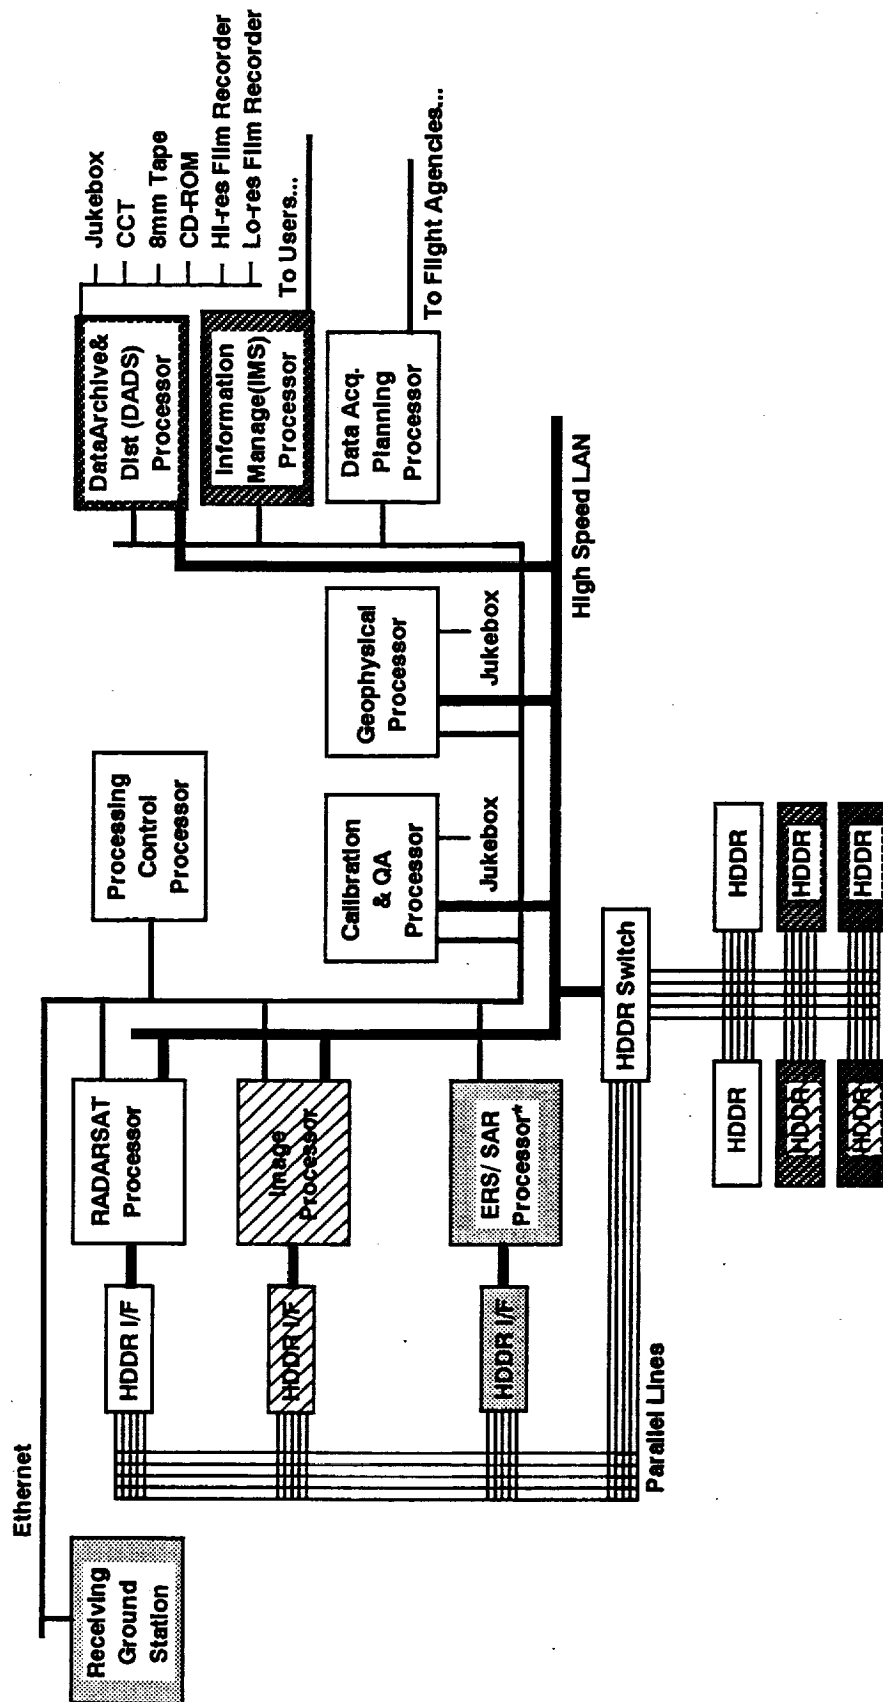 Ethernet
Receiving
Ground
Station
HDDR I/F
RADARSAT
Processor
Processing
Control
Processor
DataArchive&
Dist (DADS)
Processor
Jukebox
CCT
8mm Tape
CD-ROM
Hi-res Film Recorder
Lo-res Film Recorder
HDDR I/F
Image
Processor
Information
Manage(IMS)
Processor
To Users...
Calibration
& QA
Processor
Jukebox
Geophysical
Processor
Jukebox
Data Acq.
Planning
Processor
To Flight Agencies...
HDDR I/F
ERS/ SAR
Processor*
High Speed LAN
Parallel Lines
HDDR Switch
HDDR
HDDR
HDDR
HDDR
HDDR
HDDR